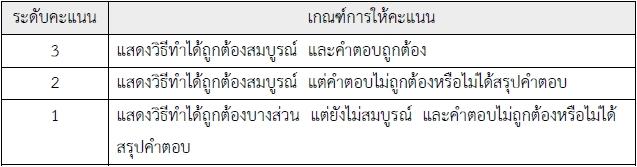 ระดับคะแนน เกณฑ์การให้คะแนน
3 แสดงวิธีทำได้ถูกต้องสมบูรณ์ และคำตอบถูกต้อง
2 แสดงวิธีทำได้ถูกต้องสมบูรณ์ แต่คำตอบไม่ถูกต้องหรือไม่ได้สรุปคำตอบ
1 แสดงวิธีทำได้ถูกต้องบางส่วน แต่ยังไม่สมบูรณ์ และคำตอบไม่ถูกต้องหรือไม่ได้
สรุปคำตอบ